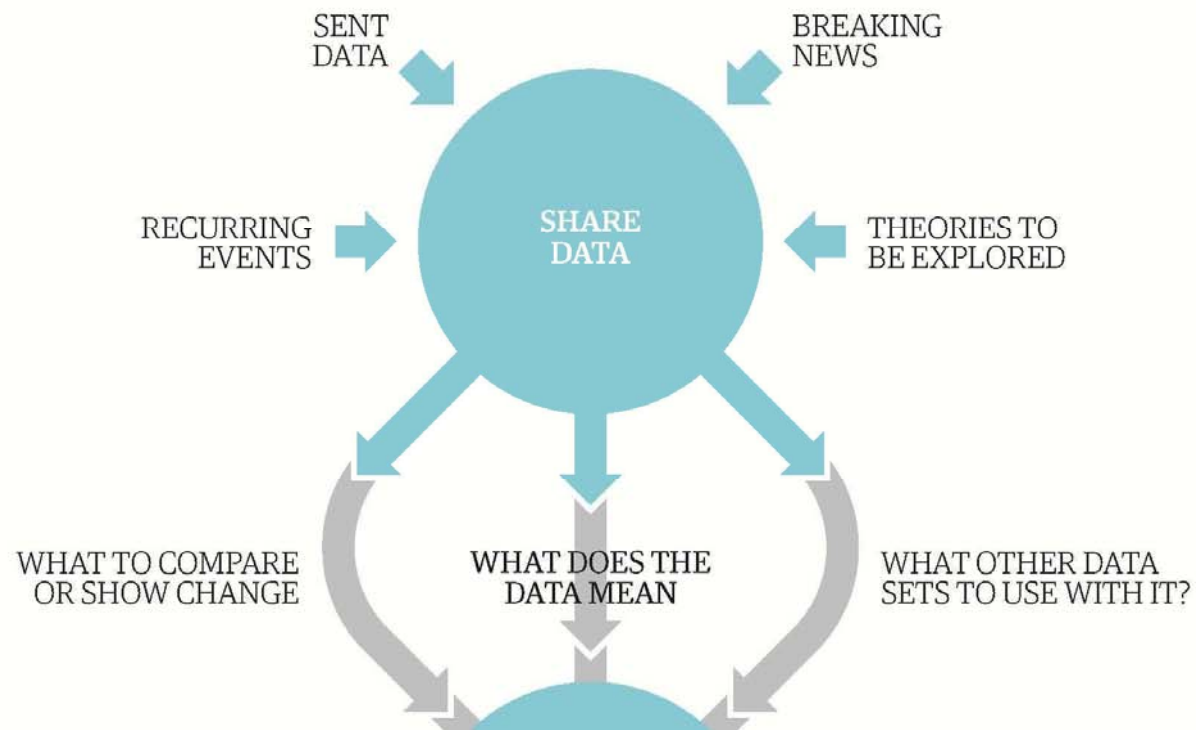 SENT
DATA
BREAKING
NEWS
RECURRING
EVENTS
SHARE
DATA
THEORIES TO
BE EXPLORED
WHAT TO COMPARE
OR SHOW CHANGE
WHAT DOES THE
DATA MEAN
WHAT OTHER DATA
SETS TO USE WITH IT?